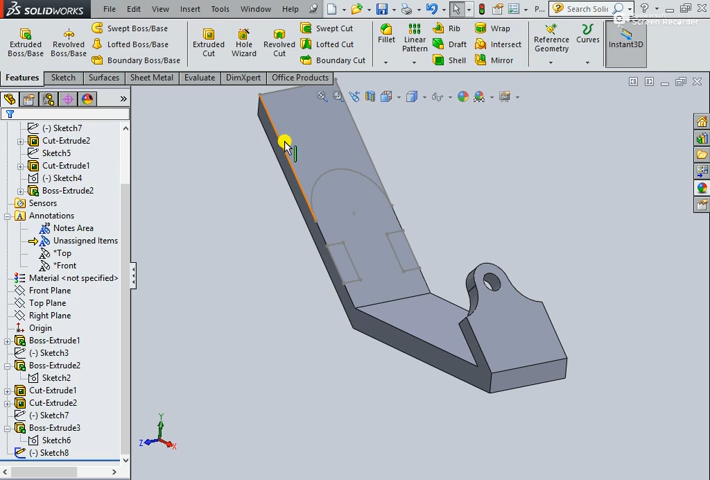 SOLIDWORKS File Edit View Insert Tools Window Help P... Search Soli
Screen Recorder
Extruded Boss/Base
Revolved Boss/Base
Swept Boss/Base
Lofted Boss/Base
Boundary Boss/Base
Extruded Cut
Hole Wizard
Revolved Cut
Swept Cut
Lofted Cut
Boundary Cut
Fillet
Linear Pattern
Rib
Draft
Shell
Wrap
Intersect
Mirror
Reference Geometry
Curves
Instant3D
Features Sketch Surfaces Sheet Metal Evaluate DimXpert Office Products
(-) Sketch7
Cut-Extrude2
Sketch5
Cut-Extrude1
(-) Sketch4
Boss-Extrude2
Sensors
Annotations
Notes Area
Unassigned Items
*Top
*Front
Material <not specified>
Front Plane
Top Plane
Right Plane
Origin
Boss-Extrude1
(-) Sketch3
Boss-Extrude2
Sketch2
Cut-Extrude1
Cut-Extrude2
(-) Sketch7
Boss-Extrude3
Sketch6
(-) Sketch8
Y
Z
X